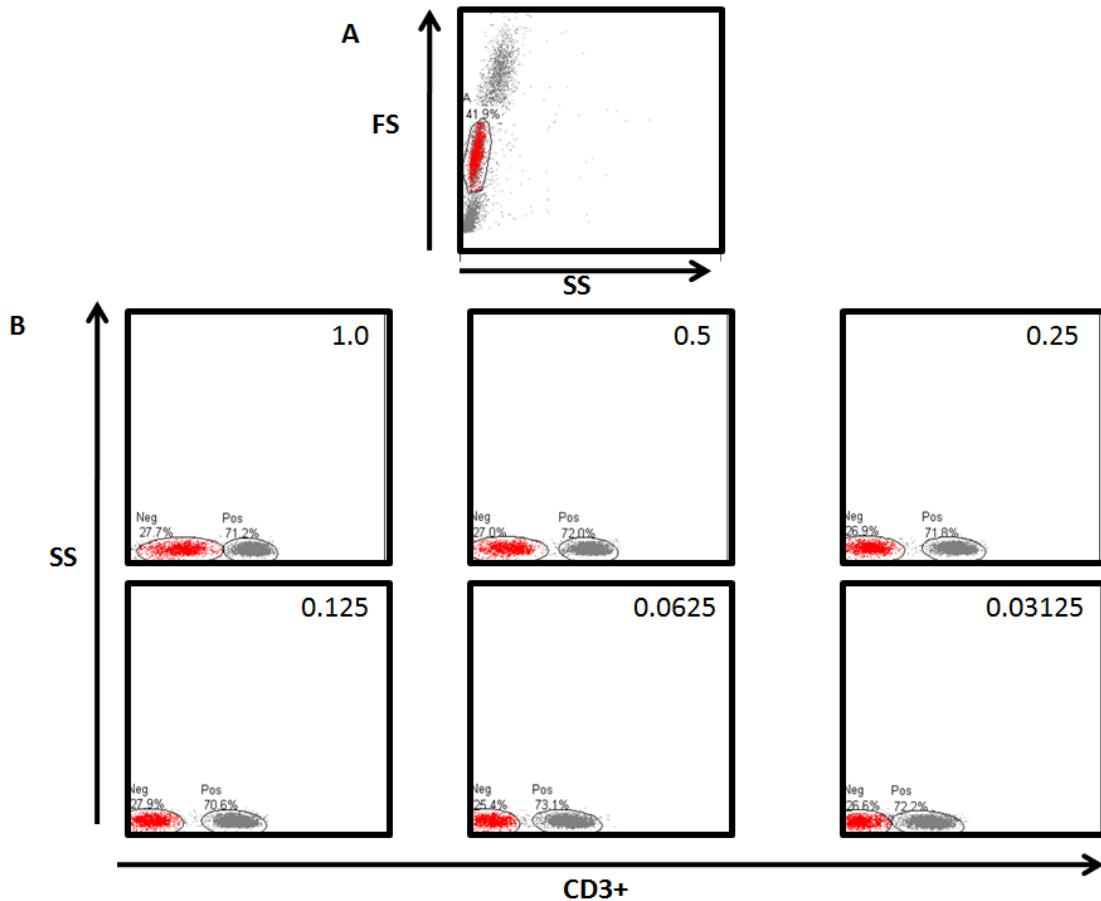 A
FS
A
41.9%
SS
B
1.0
0.5
0.25
Neg
27.7%
Pos
71.2%
Neg
27.0%
Pos
72.0%
Neg
26.9%
Pos
71.8%
SS
0.125
0.0625
0.03125
Neg
27.9%
Pos
70.6%
Neg
25.4%
Pos
73.1%
Neg
26.6%
Pos
72.2%
CD3+